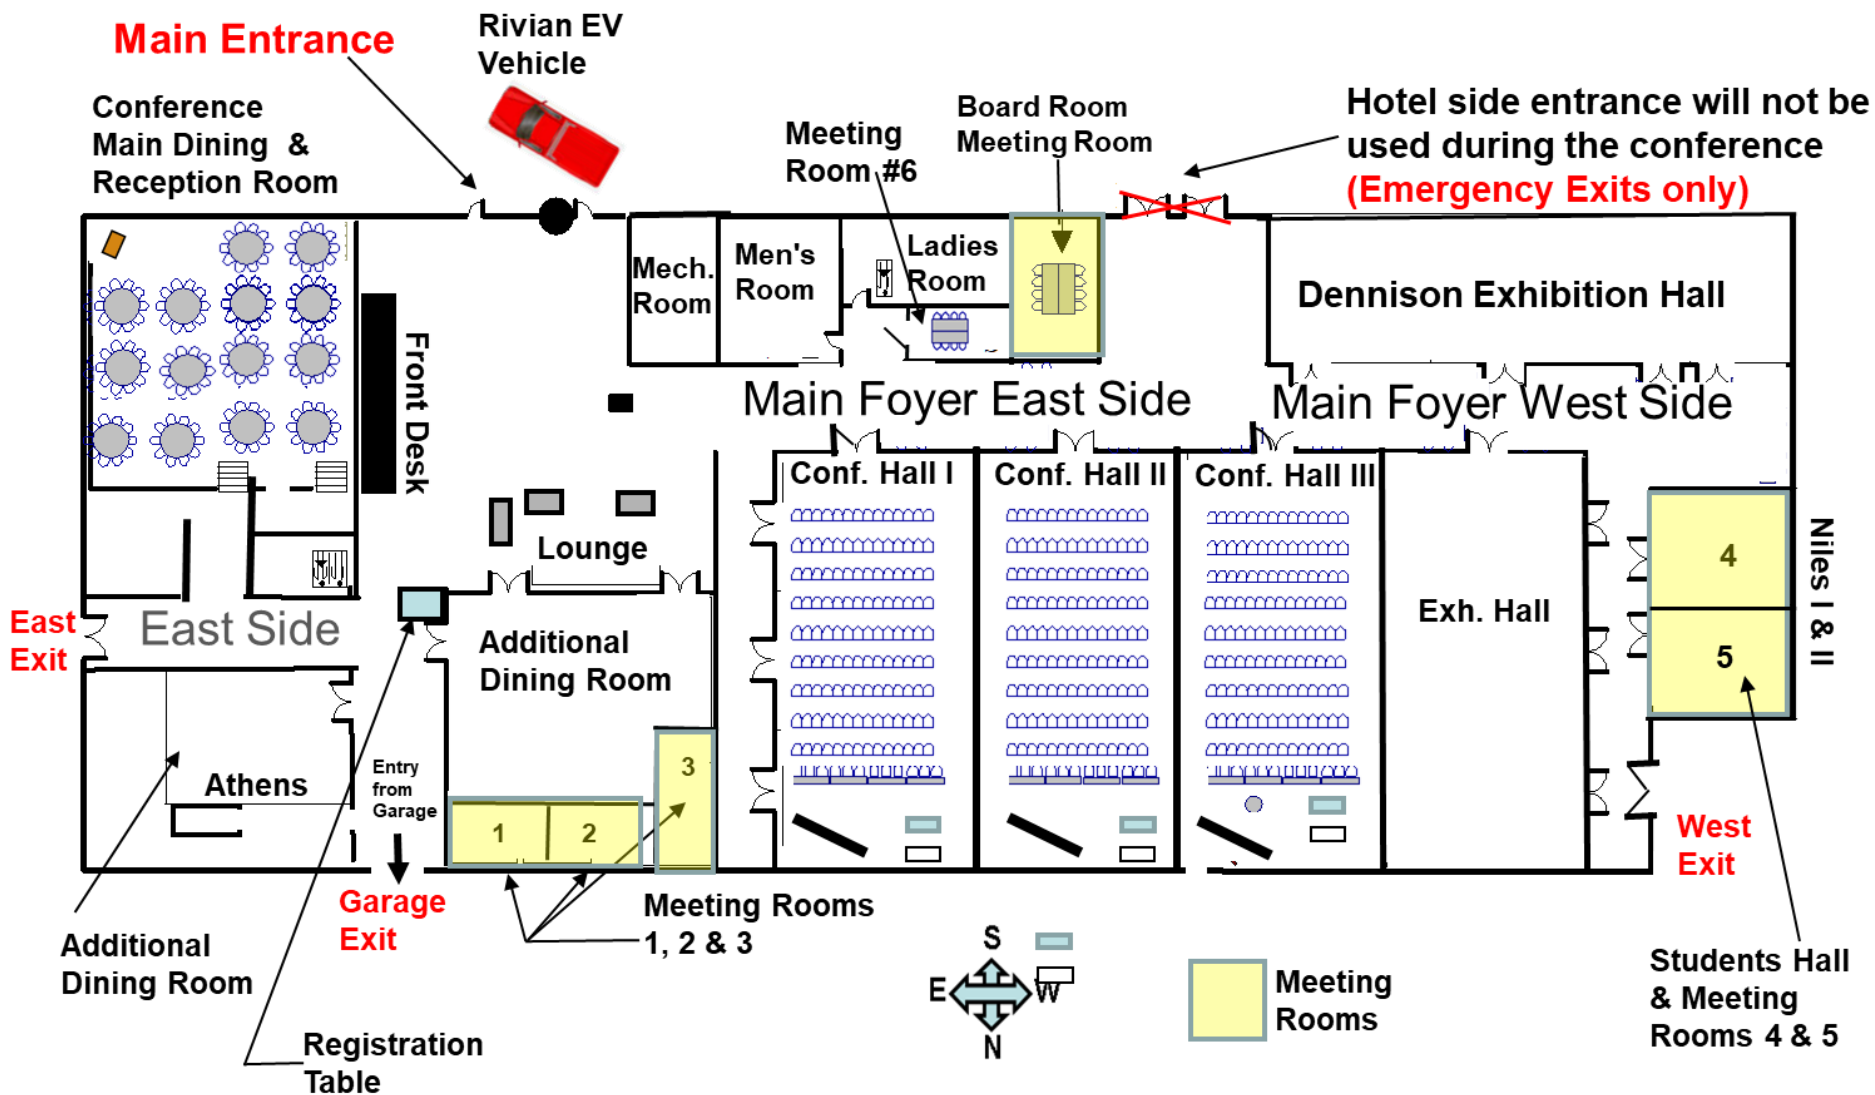 Main Entrance
Rivian EV
Vehicle
Conference
Main Dining &
Reception Room
Meeting
Room #6
Board Room
Meeting Room
Hotel side entrance will not be
used during the conference
(Emergency Exits only)
Mech.
Room
Men's
Room
Ladies
Room
Dennison Exhibition Hall
Front Desk
Main Foyer East Side
Main Foyer West Side
Conf. Hall I
Conf. Hall II
Conf. Hall III
Lounge
Exh. Hall
4
5
Niles I & II
East
Exit
East Side
Additional
Dining Room
Athens
Entry
from
Garage
1
2
3
Garage
Exit
West
Exit
Meeting Rooms
1, 2 & 3
Additional
Dining Room
Registration
Table
S
E
W
N
Meeting
Rooms
Students Hall
& Meeting
Rooms 4 & 5